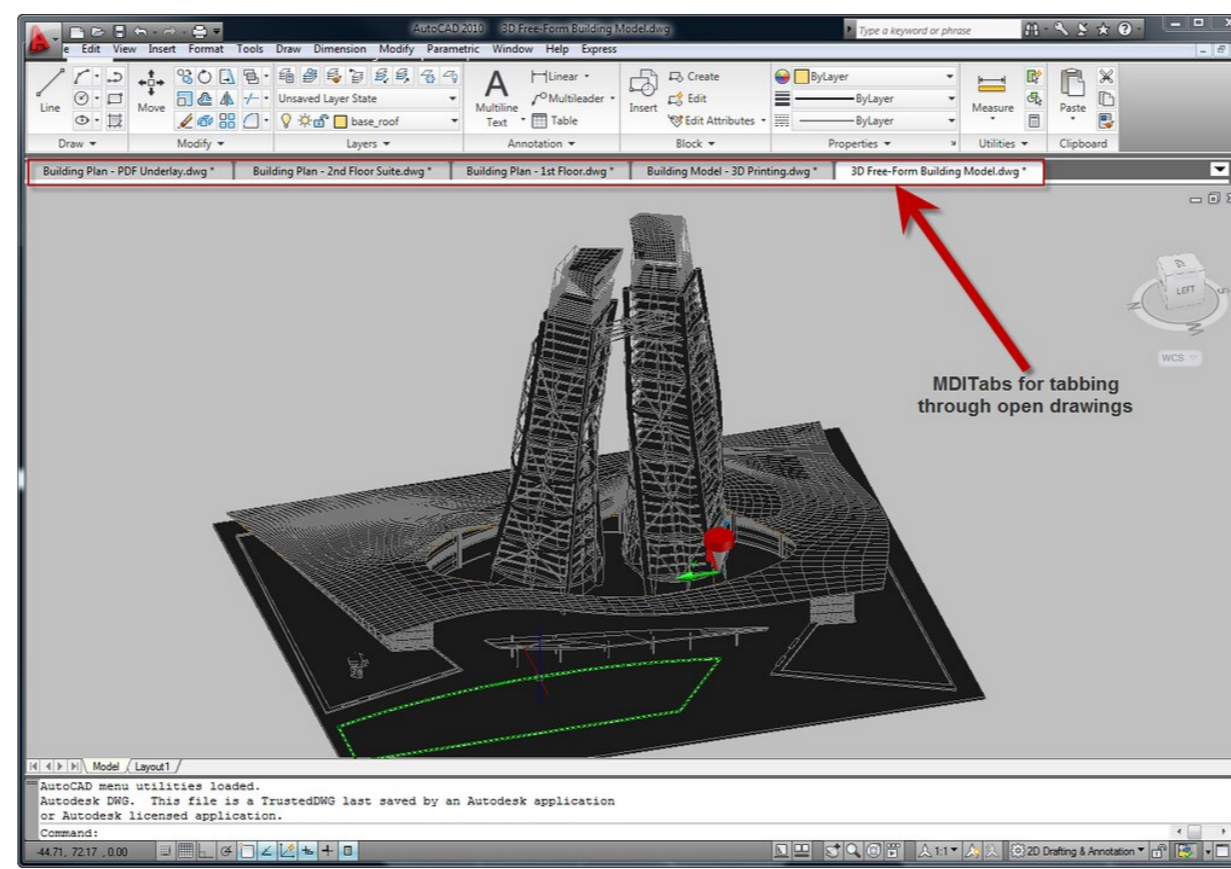 AutoCAD 2010 3D Free-Form Building Model.dwg
Type a keyword or phrase
e Edit View Insert Format Tools Draw Dimension Modify Parametric Window Help Express
Line
Move
Unsaved Layer State
base_roof
A
Multiline
Text
Linear
Multileader
Table
Insert
Create
Edit
Edit Attributes
ByLayer
ByLayer
ByLayer
Measure
Paste
Draw Modify Layers Annotation Block Properties Utilities Clipboard
Building Plan - PDF Underlay.dwg * Building Plan - 2nd Floor Suite.dwg * Building Plan - 1st Floor.dwg * Building Model - 3D Printing.dwg * 3D Free-Form Building Model.dwg *
LEFT
N
W
S
WCS
MDITabs for tabbing
through open drawings
Model Layout1
AutoCAD menu utilities loaded.
Autodesk DWG. This file is a TrustedDWG last saved by an Autodesk application
or Autodesk licensed application.
Command:
-44.71, 72.17 , 0.00 1:1 2D Drafting & Annotation